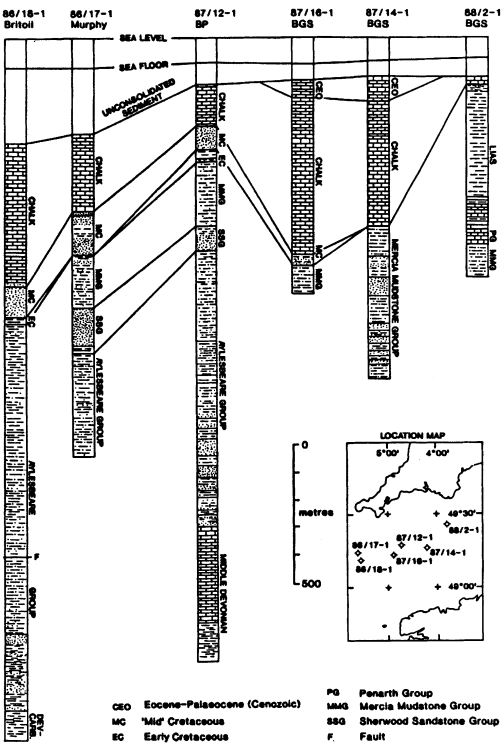 86/18-1 86/17-1 87/12-1 87/16-1 87/14-1 88/2-1
Britoil Murphy BP BGS BGS BGS
SEA LEVEL
SEA FLOOR
UNCONSOLIDATED
SEDIMENT
CHALK
MC
EC
AYLESBEARE
F
GROUP
DEV-
CARB.
CHALK
MC
MMG
SSG
AYLESBEARE GROUP
CHALK
MC
EC
MMG
SSG
AYLESBEARE GROUP
MIDDLE DEVONIAN
CEO
CHALK
MC
MMG
CEO
CHALK
MERCIA MUDSTONE GROUP
LIAS
PG
MMG
0
metres
500
LOCATION MAP
5°00' 4°00'
49°30'
88/2-1
87/12-1
86/17-1
87/14-1
87/16-1
86/18-1
49°00'
CEO Eocene-Palaeocene (Cenozoic)
MC 'Mid' Cretaceous
EC Early Cretaceous
PG Penarth Group
MMG Mercia Mudstone Group
SSG Sherwood Sandstone Group
F. Fault